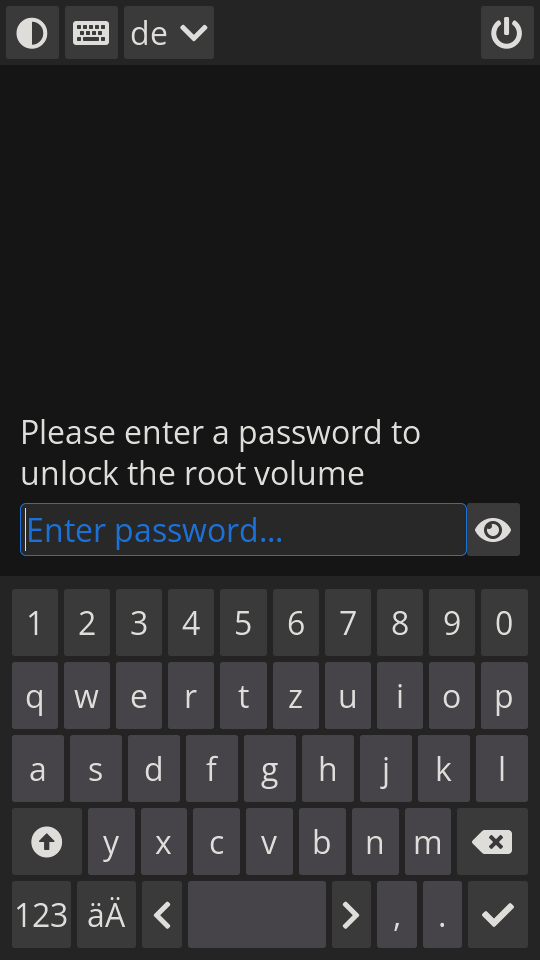 de
Please enter a password to
unlock the root volume
Enter password...
1 2 3 4 5 6 7 8 9 0
q w e r t z u i o p
a s d f g h j k l
y x c v b n m
123 äÄ , .